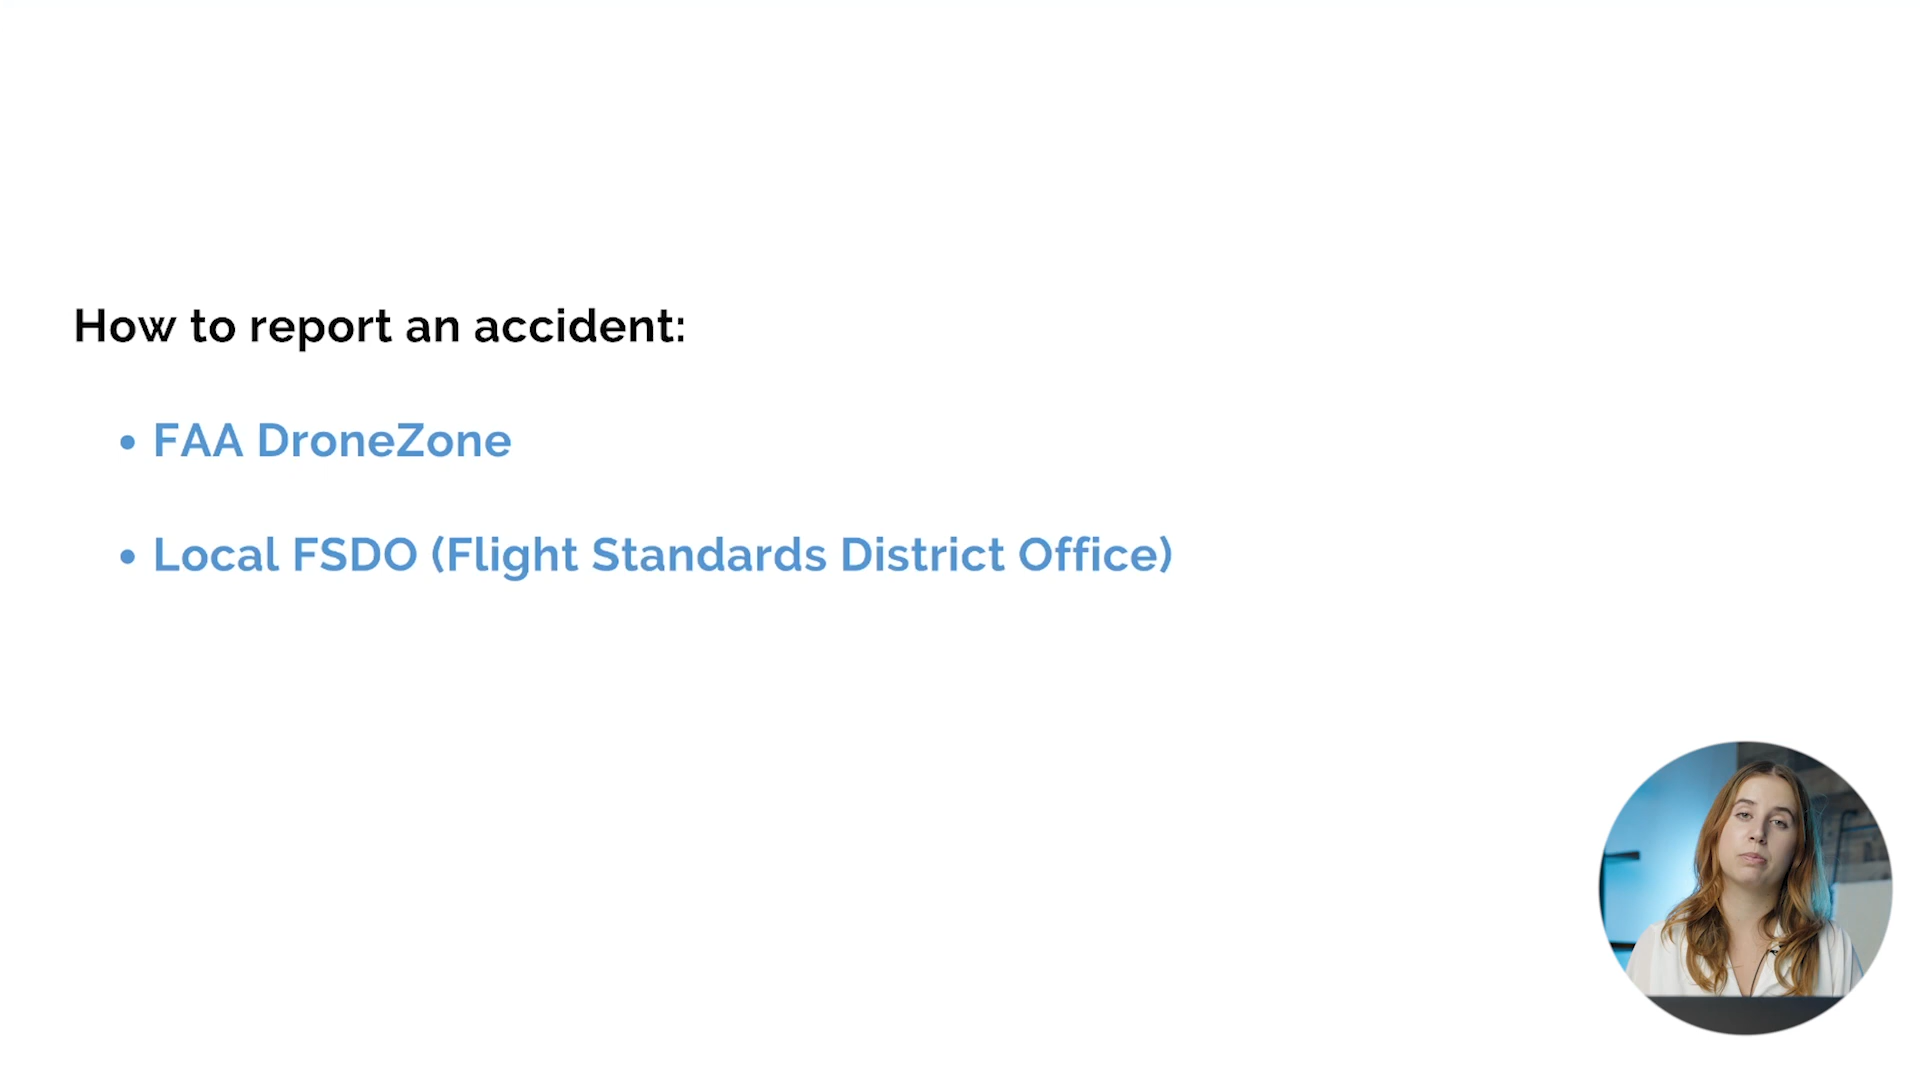 How to report an accident:
• FAA DroneZone
• Local FSDO (Flight Standards District Office)